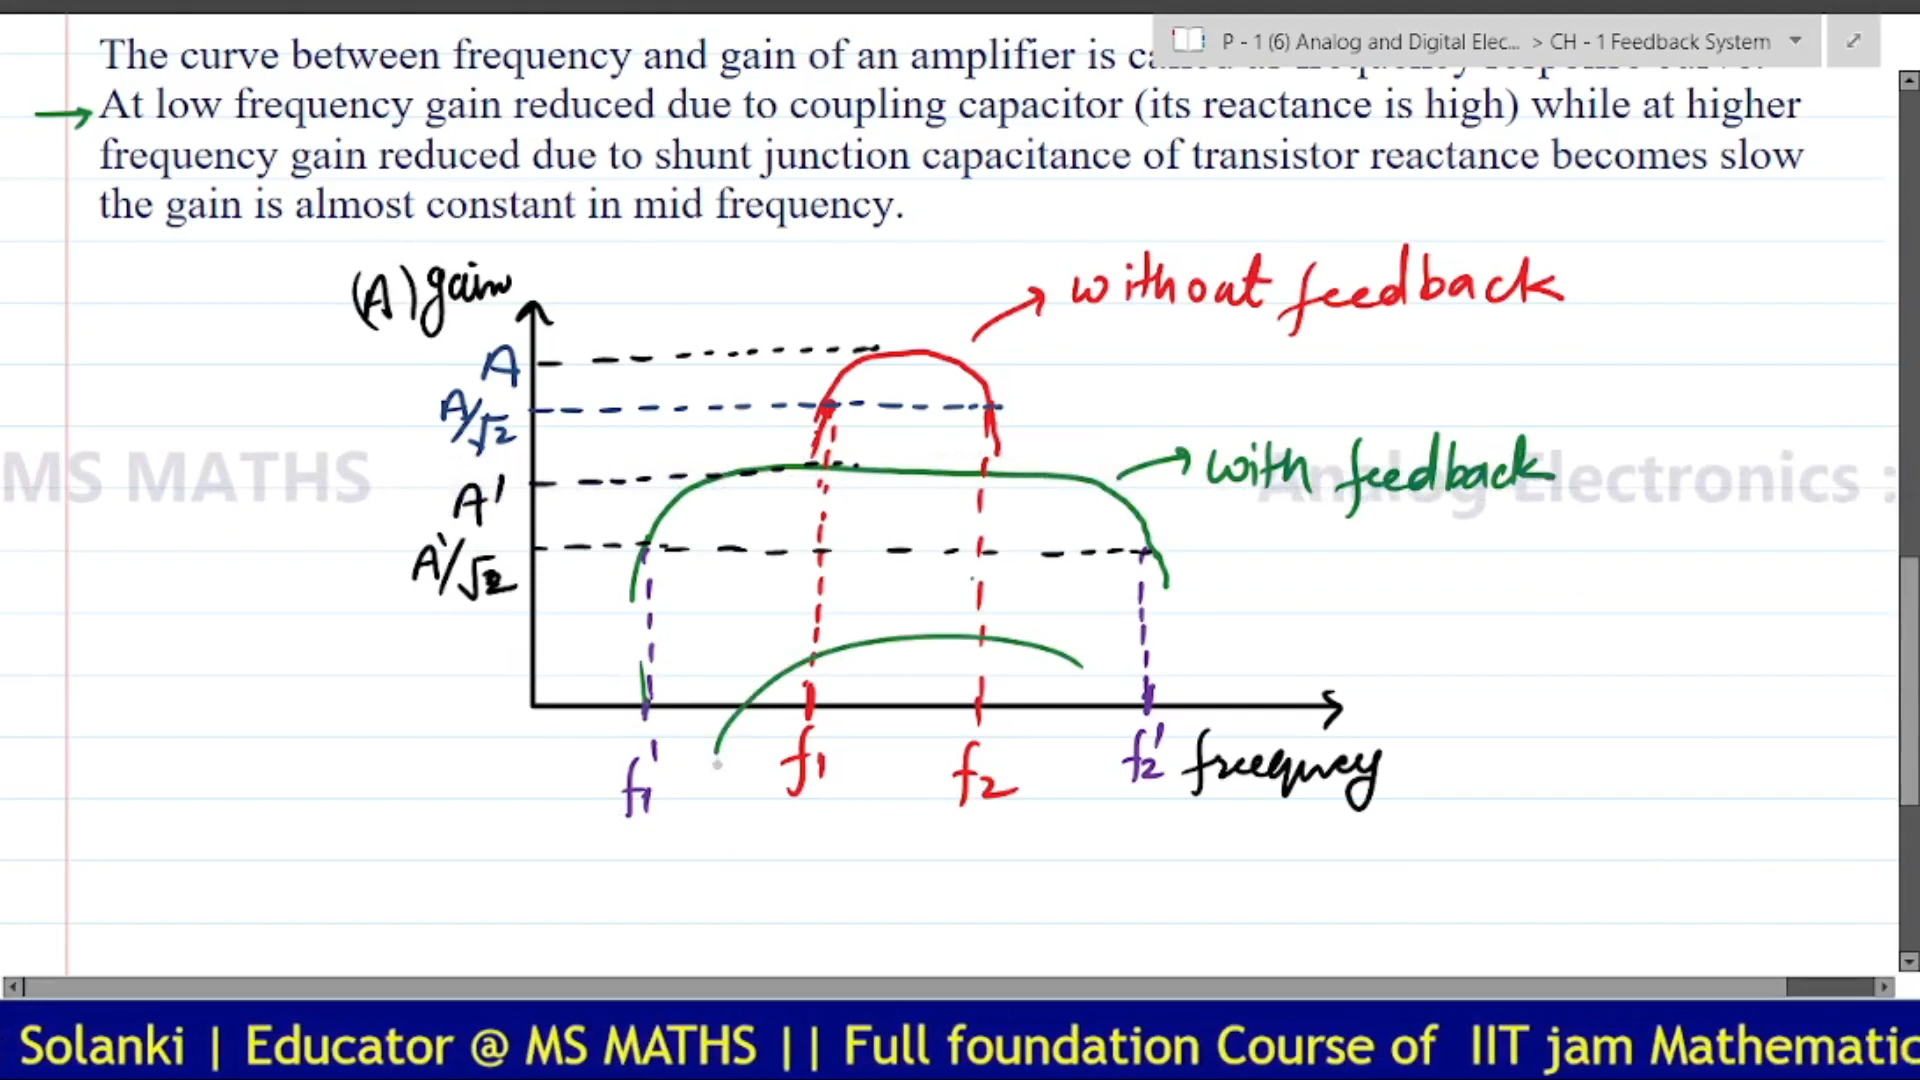 P - 1 (6) Analog and Digital Elec... > CH - 1 Feedback System
The curve between frequency and gain of an amplifier is
At low frequency gain reduced due to coupling capacitor (its reactance is high) while at higher
frequency gain reduced due to shunt junction capacitance of transistor reactance becomes slow
the gain is almost constant in mid frequency.
(A) gain
without feedback
A
A/√2
with feedback
A'
A'/√2
MS MATHS
Analog Electronics :
f1'
f1
f2
f2'
frequency
Solanki | Educator @ MS MATHS || Full foundation Course of IIT jam Mathematic